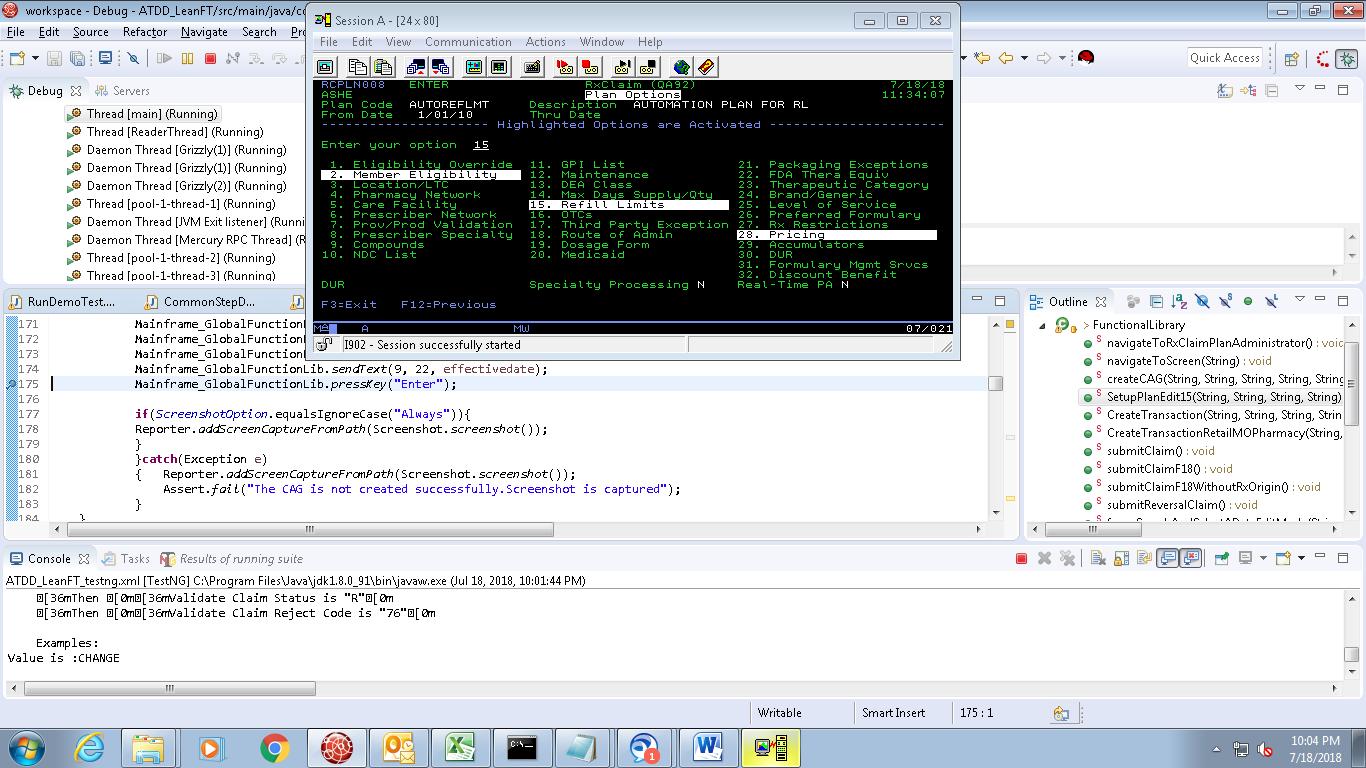 workspace - Debug - ATDD_LeanFT/src/main/java/co
File Edit Source Refactor Navigate Search
Quick Access
Debug Servers
Thread [main] (Running)
Thread [ReaderThread] (Running)
Daemon Thread [Grizzly(1)] (Running)
Thread [Grizzly(1)] (Running)
Thread [Grizzly(2)] (Running)
Thread [pool-1-thread-1] (Running)
Daemon Thread [JVM Exit listener] (Runni
Daemon Thread [Mercury RPC Thread] (R
Thread [pool-1-thread-2] (Running)
Thread [pool-1-thread-3] (Running)
Session A - [24 x 80]
File Edit View Communication Actions Window Help
RCPLN008 ENTER RxClaim (QA92) 7/18/18
ASHE Plan Options 11:34:07
Plan Code AUTOREFLMT Description AUTOMATION PLAN FOR RL
From Date 1/01/10 Thru Date
Highlighted Options are Activated
Enter your option 15
1. Eligibility Override 11. GPI List 21. Packaging Exceptions
2. Member Eligibility 12. Maintenance 22. FDA Thera Equiv
3. Location/LTC 13. DEA Class 23. Therapeutic Category
4. Pharmacy Network 14. Max Days Supply/Qty 24. Brand/Generic
5. Care Facility 15. Refill Limits 25. Level of Service
6. Prescriber Network 16. OTCs 26. Preferred Formulary
7. Prov/Prod Validation 17. Third Party Exception 27. Rx Restrictions
8. Prescriber Specialty 18. Route of Admin 28. Pricing
9. Compounds 19. Dosage Form 29. Accumulators
10. NDC List 20. Medicaid 30. DUR
31. Formulary Mgmt Srvcs
32. Discount Benefit
DUR Specialty Processing N Real-Time PA N
F3=Exit F12=Previous
MA A MW 07/021
I902 - Session successfully started
RunDemoTest.... CommonStepD...
171 Mainframe_GlobalFunctionL
172 Mainframe_GlobalFunctionL
173 Mainframe_GlobalFunctionL
174 Mainframe_GlobalFunctionLib.sendText(9, 22, effectivedate);
175 Mainframe_GlobalFunctionLib.pressKey("Enter");
176
177 if(ScreenshotOption.equalsIgnoreCase("Always")){
178 Reporter.addScreenCaptureFromPath(Screenshot.screenshot());
179 }
180 }catch(Exception e)
181 { Reporter.addScreenCaptureFromPath(Screenshot.screenshot());
182 Assert.fail("The CAG is not created successfully.Screenshot is captured");
183 }
184 }
Outline
> FunctionalLibrary
navigateToRxClaimPlanAdministrator() : voic
navigateToScreen(String) : void
createCAG(String, String, String, String, Strin
SetupPlanEdit15(String, String, String, String)
CreateTransaction(String, String, String, Strin
CreateTransactionRetailMOPharmacy(String,
submitClaim() : void
submitClaimF18() : void
submitClaimF18WithoutRxOrigin() : void
submitReversalClaim() : void
Console Tasks Results of running suite
ATDD_LeanFT_testng.xml [TestNG] C:\Program Files\Java\jdk1.8.0_91\bin\javaw.exe (Jul 18, 2018, 10:01:44 PM)
[36mThen [0m[36mValidate Claim Status is "R"[0m
[36mThen [0m[36mValidate Claim Reject Code is "76"[0m
Examples:
Value is :CHANGE
Writable Smart Insert 175 : 1
10:04 PM
7/18/2018